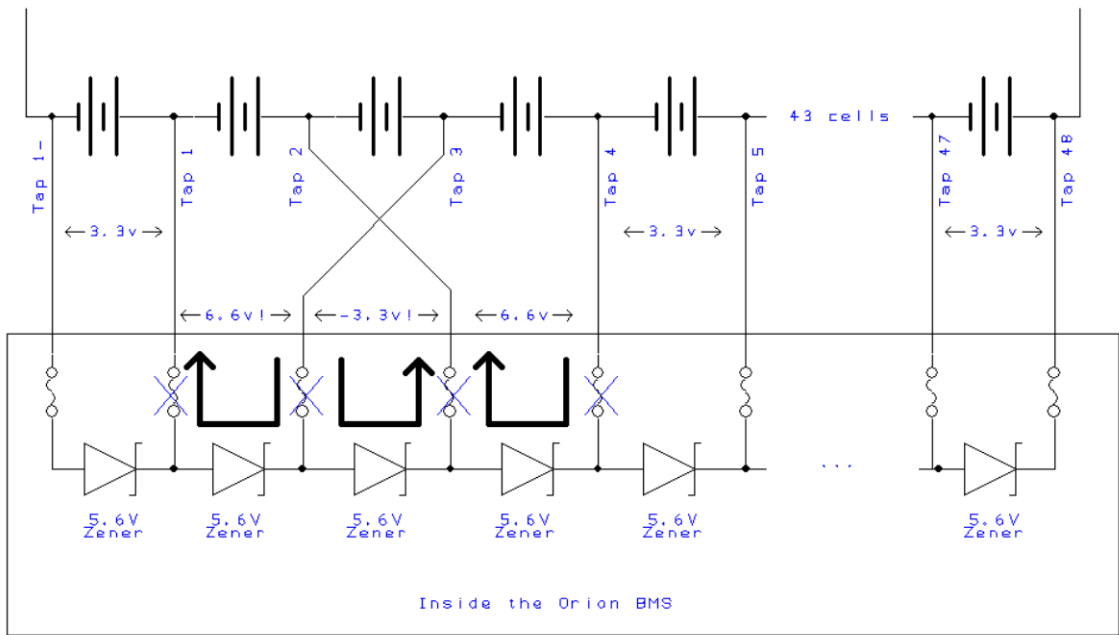 43 cells
Tap 1-
Tap 1
Tap 2
Tap 3
Tap 4
Tap 5
Tap 47
Tap 48
3.3v
3.3v
3.3v
6.6v!
-3.3v!
6.6v
...
5.6V
Zener
5.6V
Zener
5.6V
Zener
5.6V
Zener
5.6V
Zener
5.6V
Zener
Inside the Orion BMS